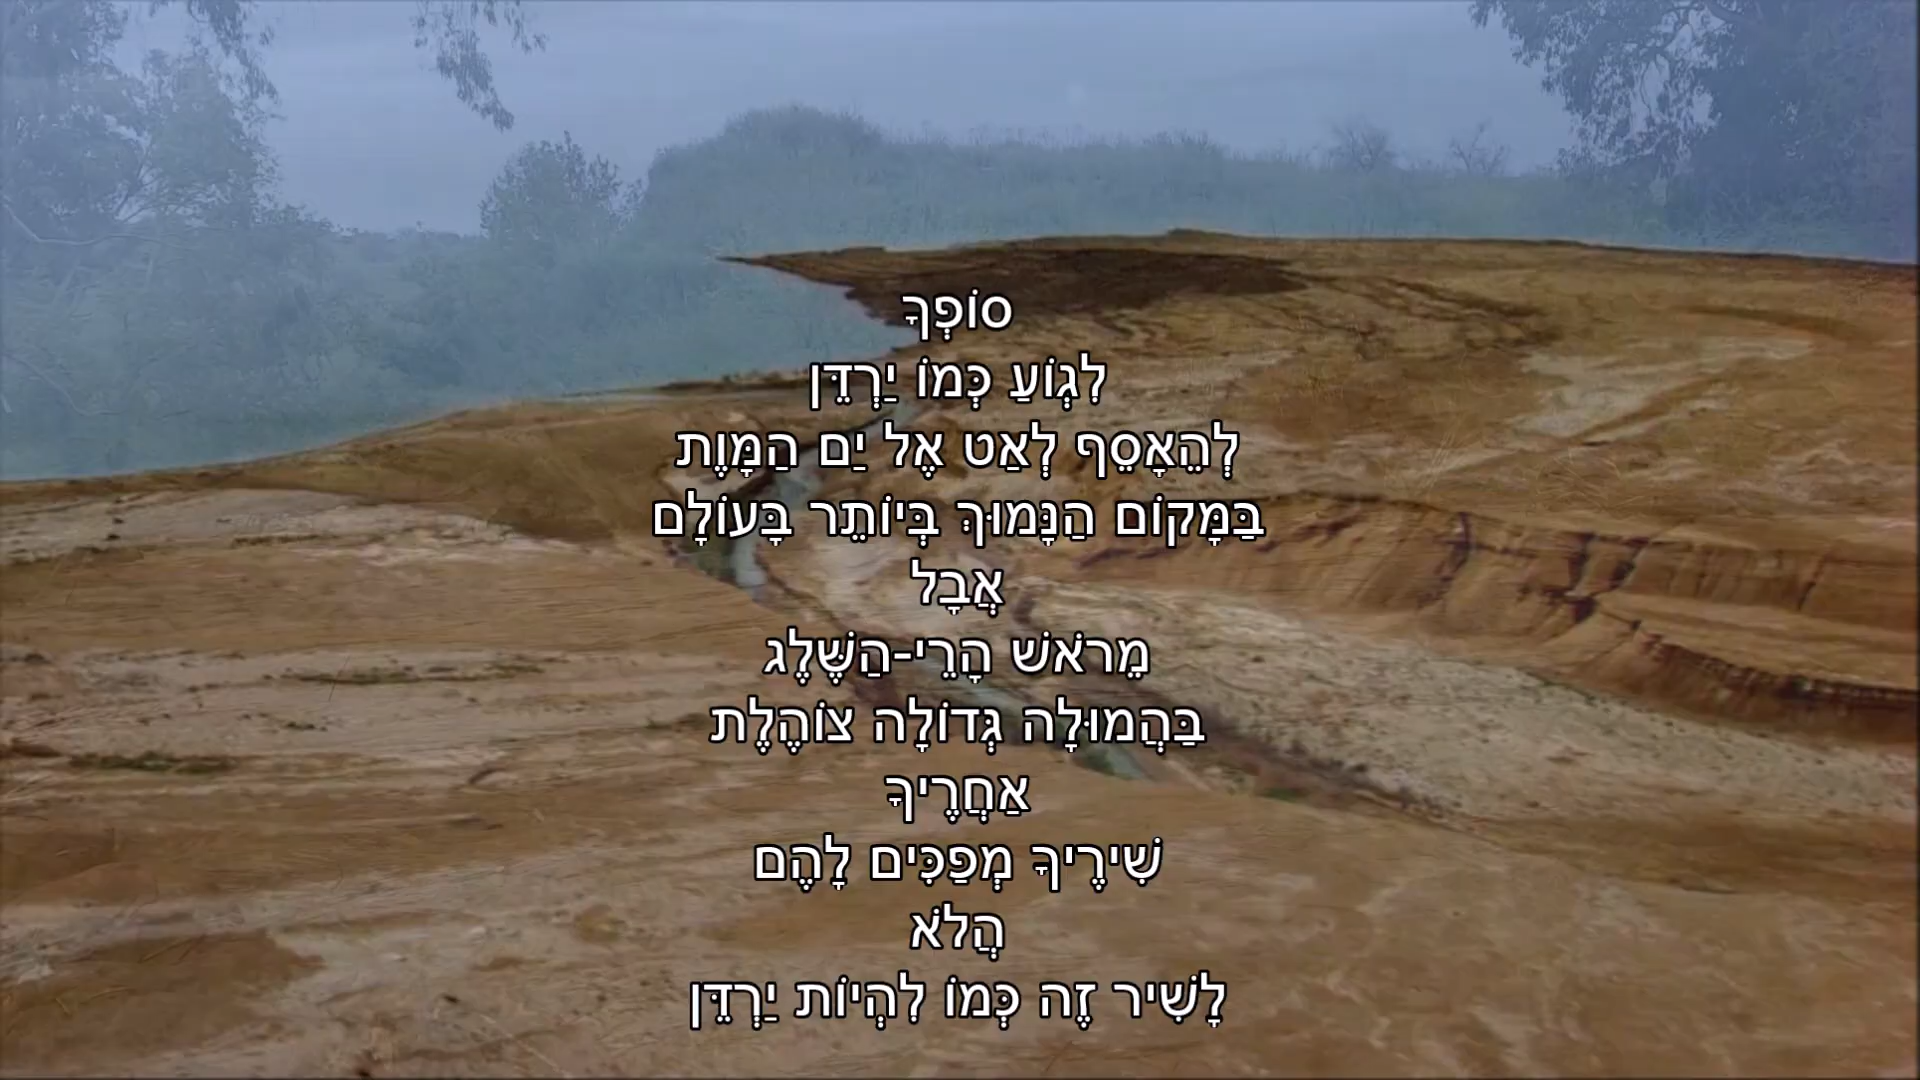 סוֹפְךָ
לִגְוֹעַ כְּמוֹ יַרְדֵּן
לְהֵאָסֵף לְאַט אֶל יַם הַמָּוֶת
בַּמָּקוֹם הַנָּמוּךְ בְּיוֹתֵר בָּעוֹלָם
אֲבָל
מֵרֹאשׁ הָרֵי-הַשֶּׁלֶג
בַּהֲמוּלָה גְּדוֹלָה צוֹהֶלֶת
אַחֲרֶיךָ
שִׁירֶיךָ מְפַכִּים לָהֶם
הֲלֹא
לָשִׁיר זֶה כְּמוֹ לִהְיוֹת יַרְדֵּן